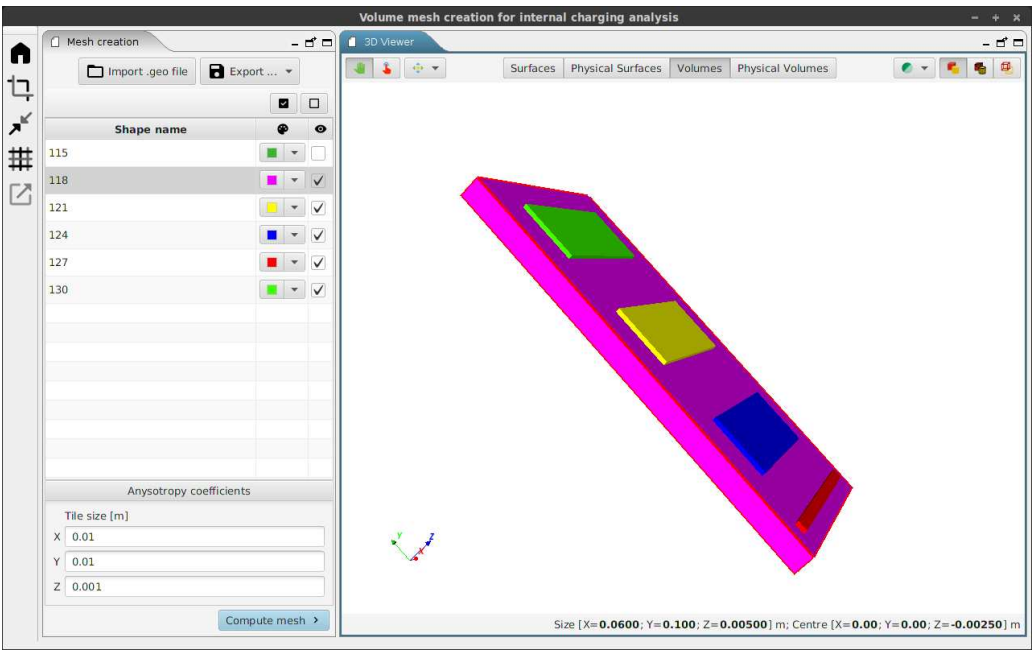 Volume mesh creation for internal charging analysis
Mesh creation
3D Viewer
Import .geo file
Export ...
Surfaces
Physical Surfaces
Volumes
Physical Volumes
Shape name
115
118
121
124
127
130
Anysotropy coefficients
Tile size [m]
X 0.01
Y 0.01
Z 0.001
Compute mesh >
Y
Z
X
Size [X=0.0600; Y=0.100; Z=0.00500] m; Centre [X=0.00; Y=0.00; Z=-0.00250] m